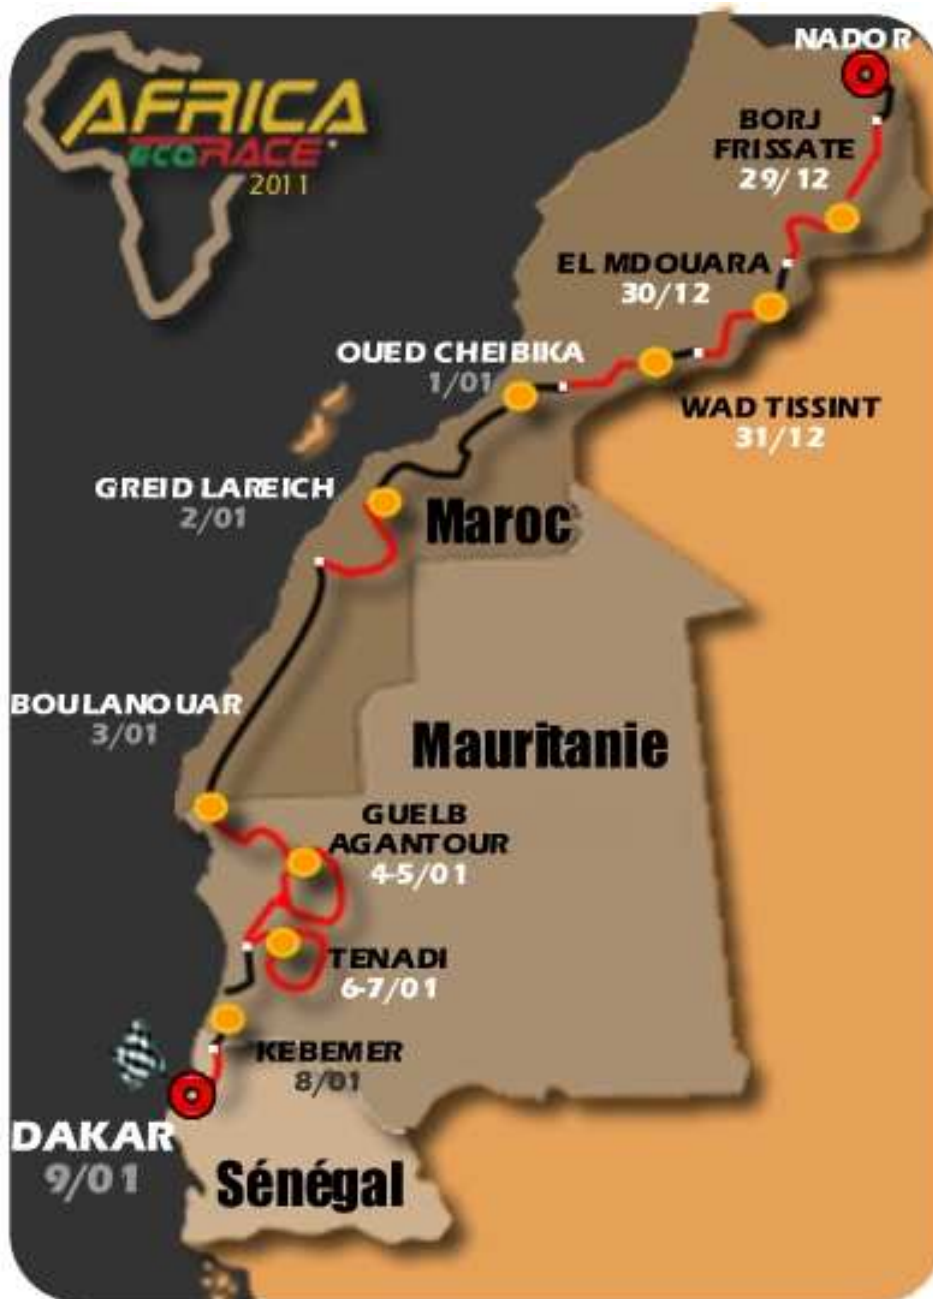 AFRICA
ecoRACE
2011
NADOR
BORJ
FRISSATE
29/12
EL MDOUARA
30/12
OUED CHEIBIKA
1/01
WAD TISSINT
31/12
GREID LAREICH
2/01
Maroc
BOULANOUAR
3/01
Mauritanie
GUELB
AGANTOUR
4-5/01
TENADI
6-7/01
KEBEMER
8/01
DAKAR
9/01
Sénégal